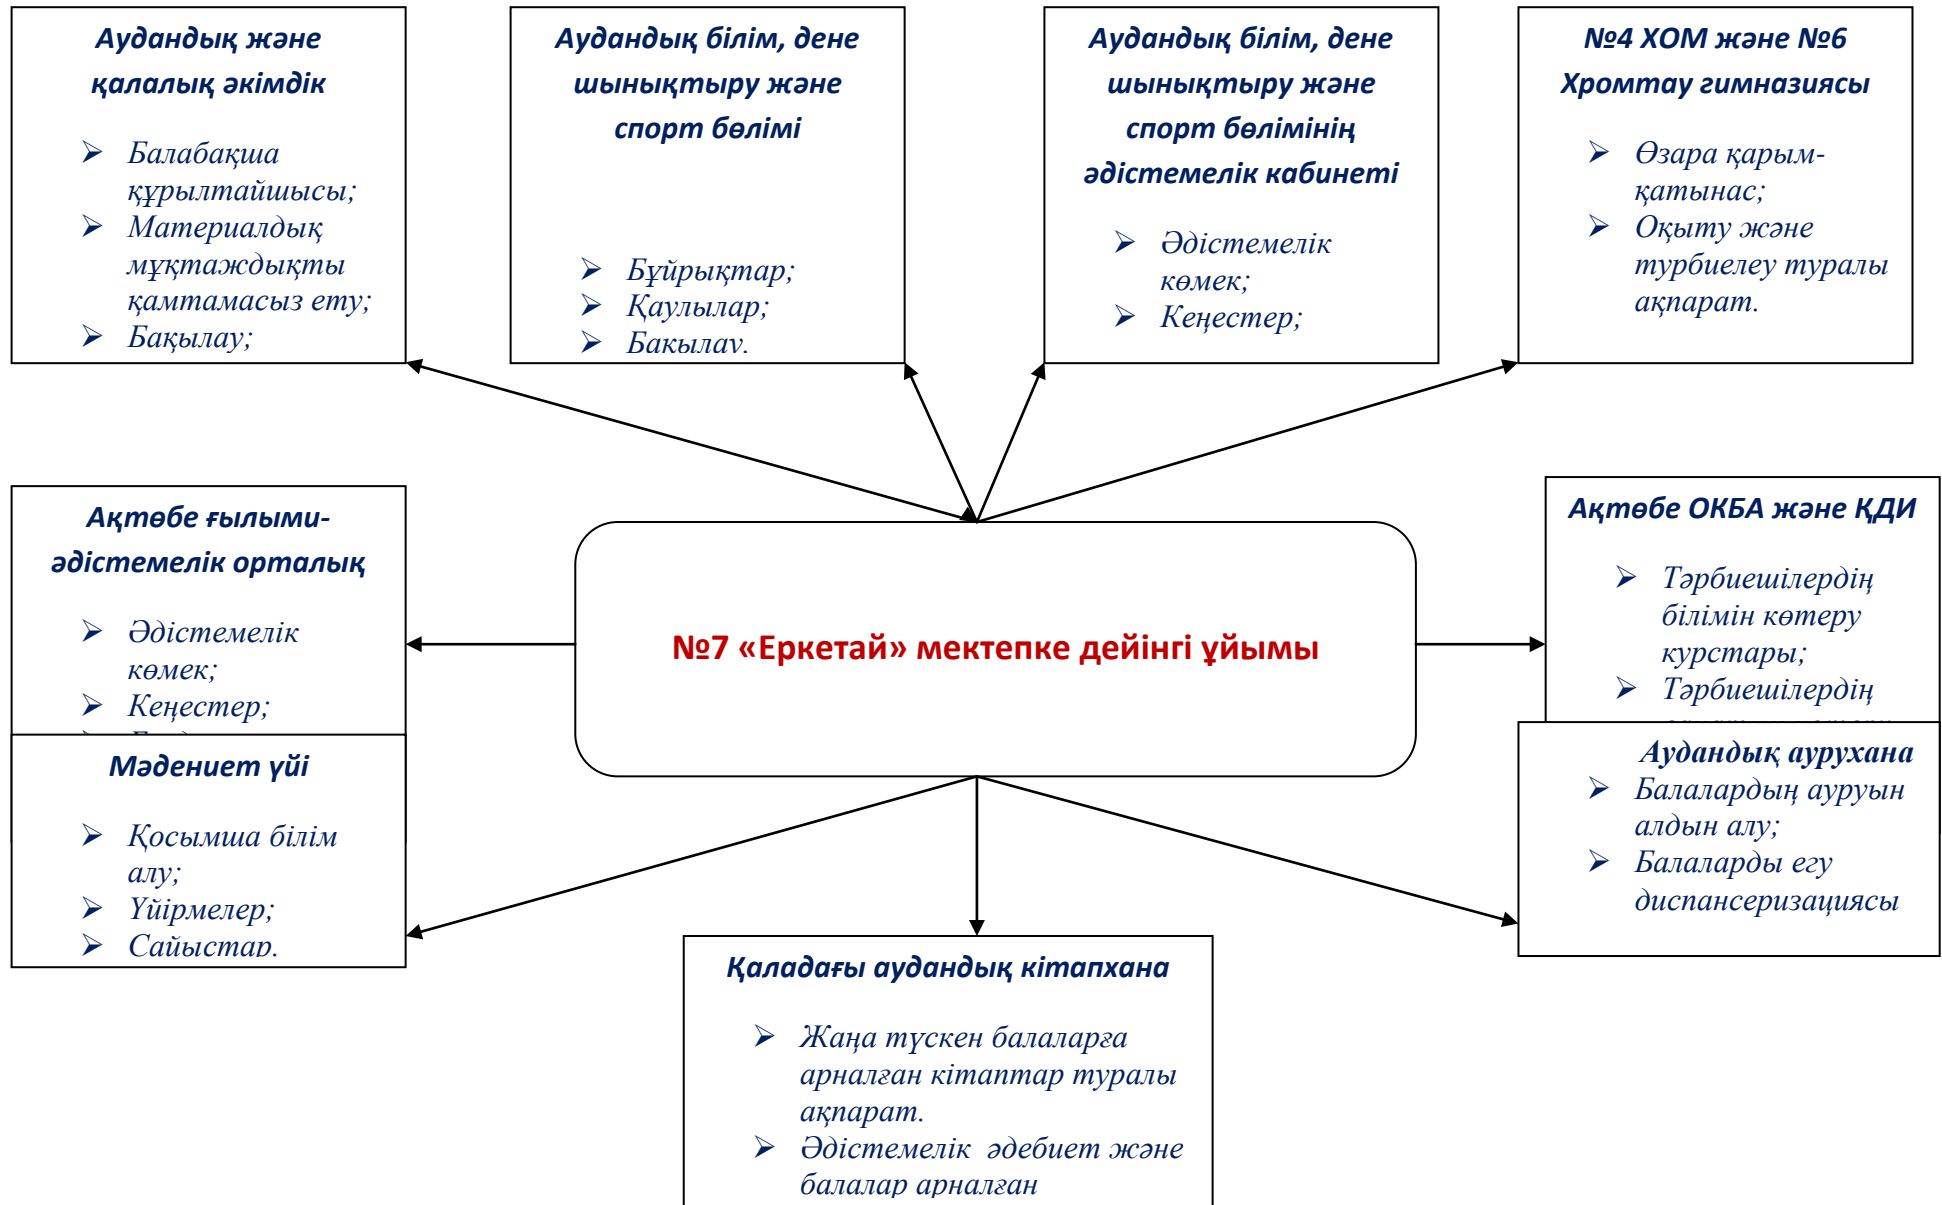 Аудандық және
қалалық әкімдік
➢ Балабақша
құрылтайшысы;
➢ Материалдық
мұқтаждықты
қамтамасыз ету;
➢ Бақылау;
Аудандық білім, дене
шынықтыру және
спорт бөлімі
➢ Бұйрықтар;
➢ Қаулылар;
➢ Бақылау.
Аудандық білім, дене
шынықтыру және
спорт бөлімінің
әдістемелік кабинеті
➢ Әдістемелік
көмек;
➢ Кеңестер;
№4 ХОМ және №6
Хромтау гимназиясы
➢ Өзара қарым-
қатынас;
➢ Оқыту және
турбиелеу туралы
ақпарат.
Ақтөбе ғылыми-
әдістемелік орталық
➢ Әдістемелік
көмек;
➢ Кеңестер;
№7 «Еркетай» мектепке дейінгі ұйымы
Ақтөбе ОКБА және ҚДИ
➢ Тәрбиешілердің
білімін көтеру
курстары;
➢ Тәрбиешілердің
Мәдениет үйі
➢ Қосымша білім
алу;
➢ Үйірмелер;
➢ Сайыстар.
Аудандық аурухана
➢ Балалардың ауруын
алдын алу;
➢ Балаларды егу
диспансеризациясы
Қаладағы аудандық кітапхана
➢ Жаңа түскен балаларға
арналған кітаптар туралы
ақпарат.
➢ Әдістемелік әдебиет және
балалар арналған